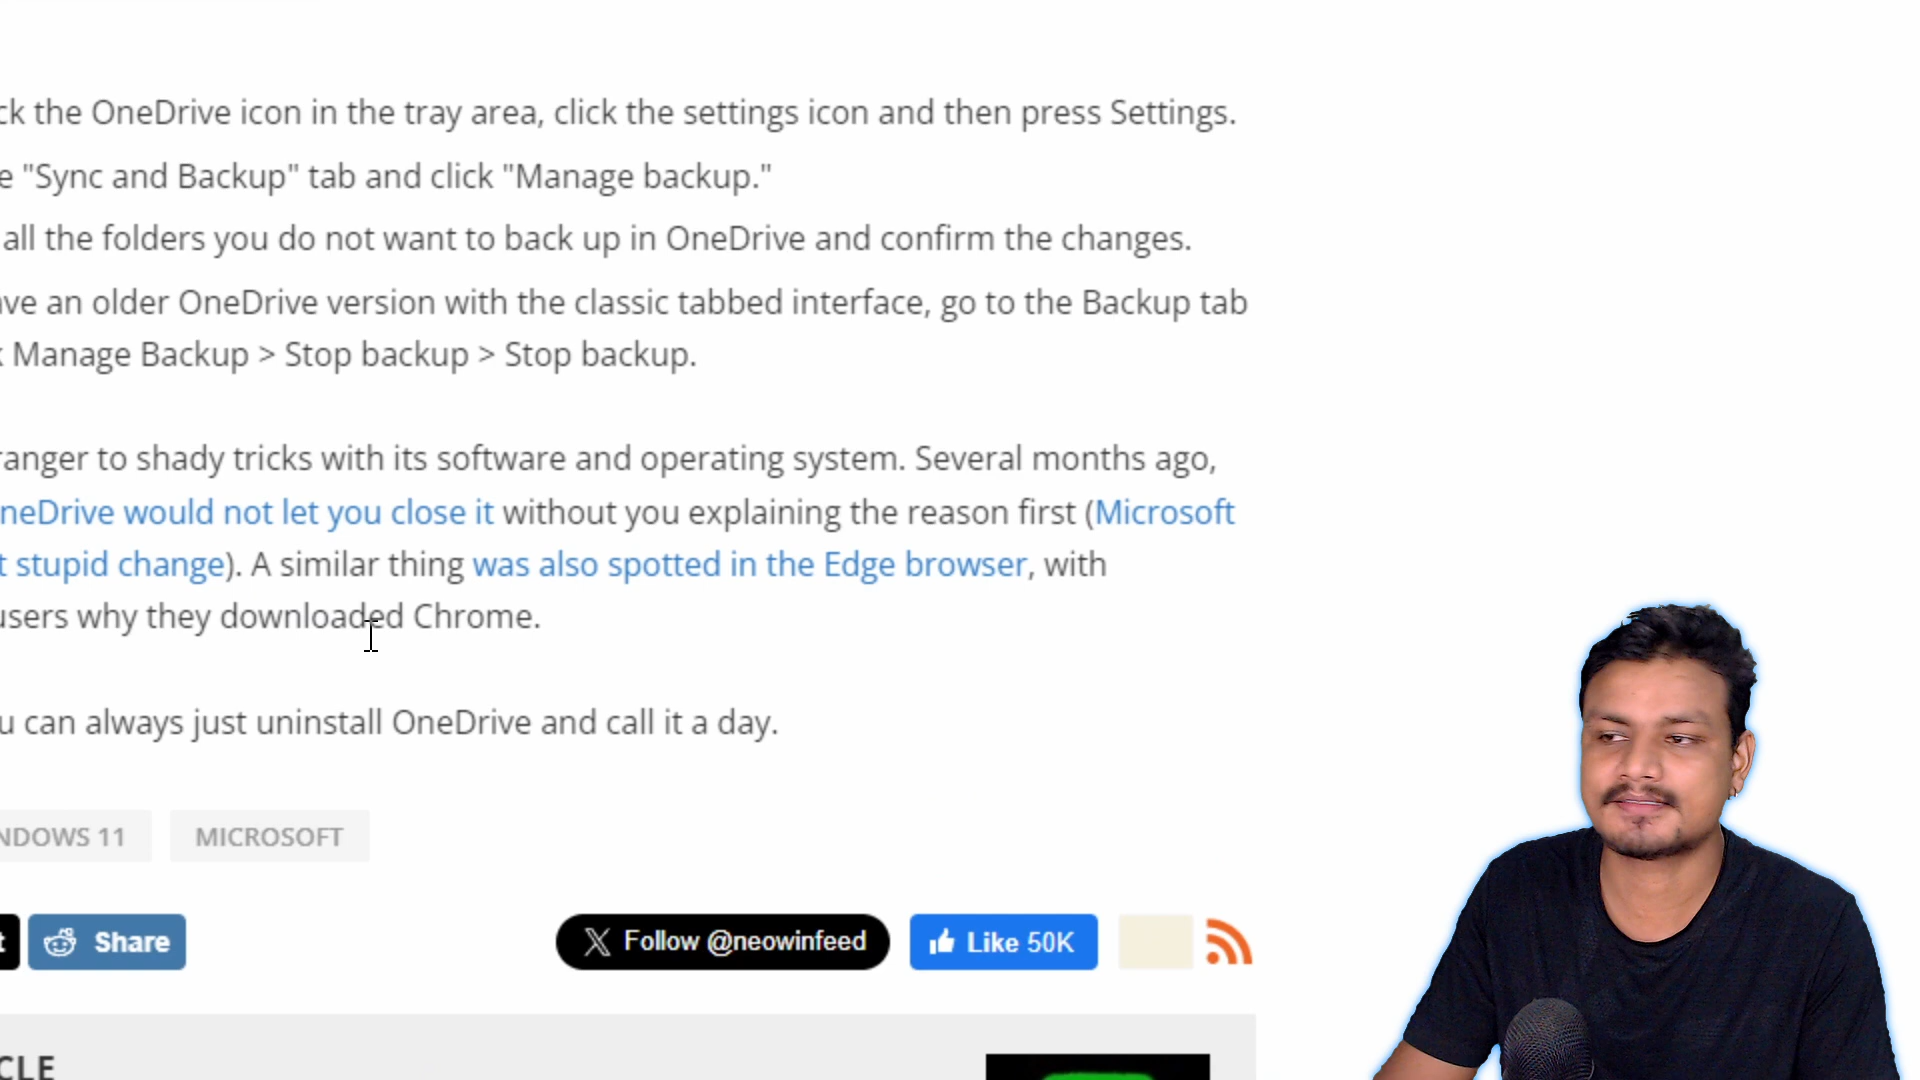 ck the OneDrive icon in the tray area, click the settings icon and then press Settings.
e "Sync and Backup" tab and click "Manage backup."
all the folders you do not want to back up in OneDrive and confirm the changes.
ave an older OneDrive version with the classic tabbed interface, go to the Backup tab
k Manage Backup > Stop backup > Stop backup.
ranger to shady tricks with its software and operating system. Several months ago,
neDrive would not let you close it without you explaining the reason first (Microsoft
t stupid change). A similar thing was also spotted in the Edge browser, with
users why they downloaded Chrome.
u can always just uninstall OneDrive and call it a day.
NDOWS 11
MICROSOFT
t
Share
Follow @neowinfeed
Like 50K
CLE